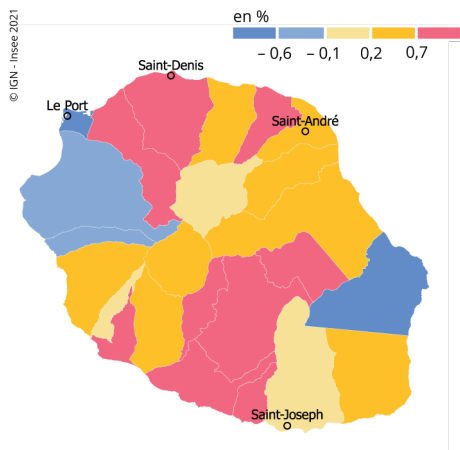 en %
– 0,6 – 0,1 0,2 0,7
© IGN - Insee 2021
Saint-Denis
Le Port
Saint-André
Saint-Joseph